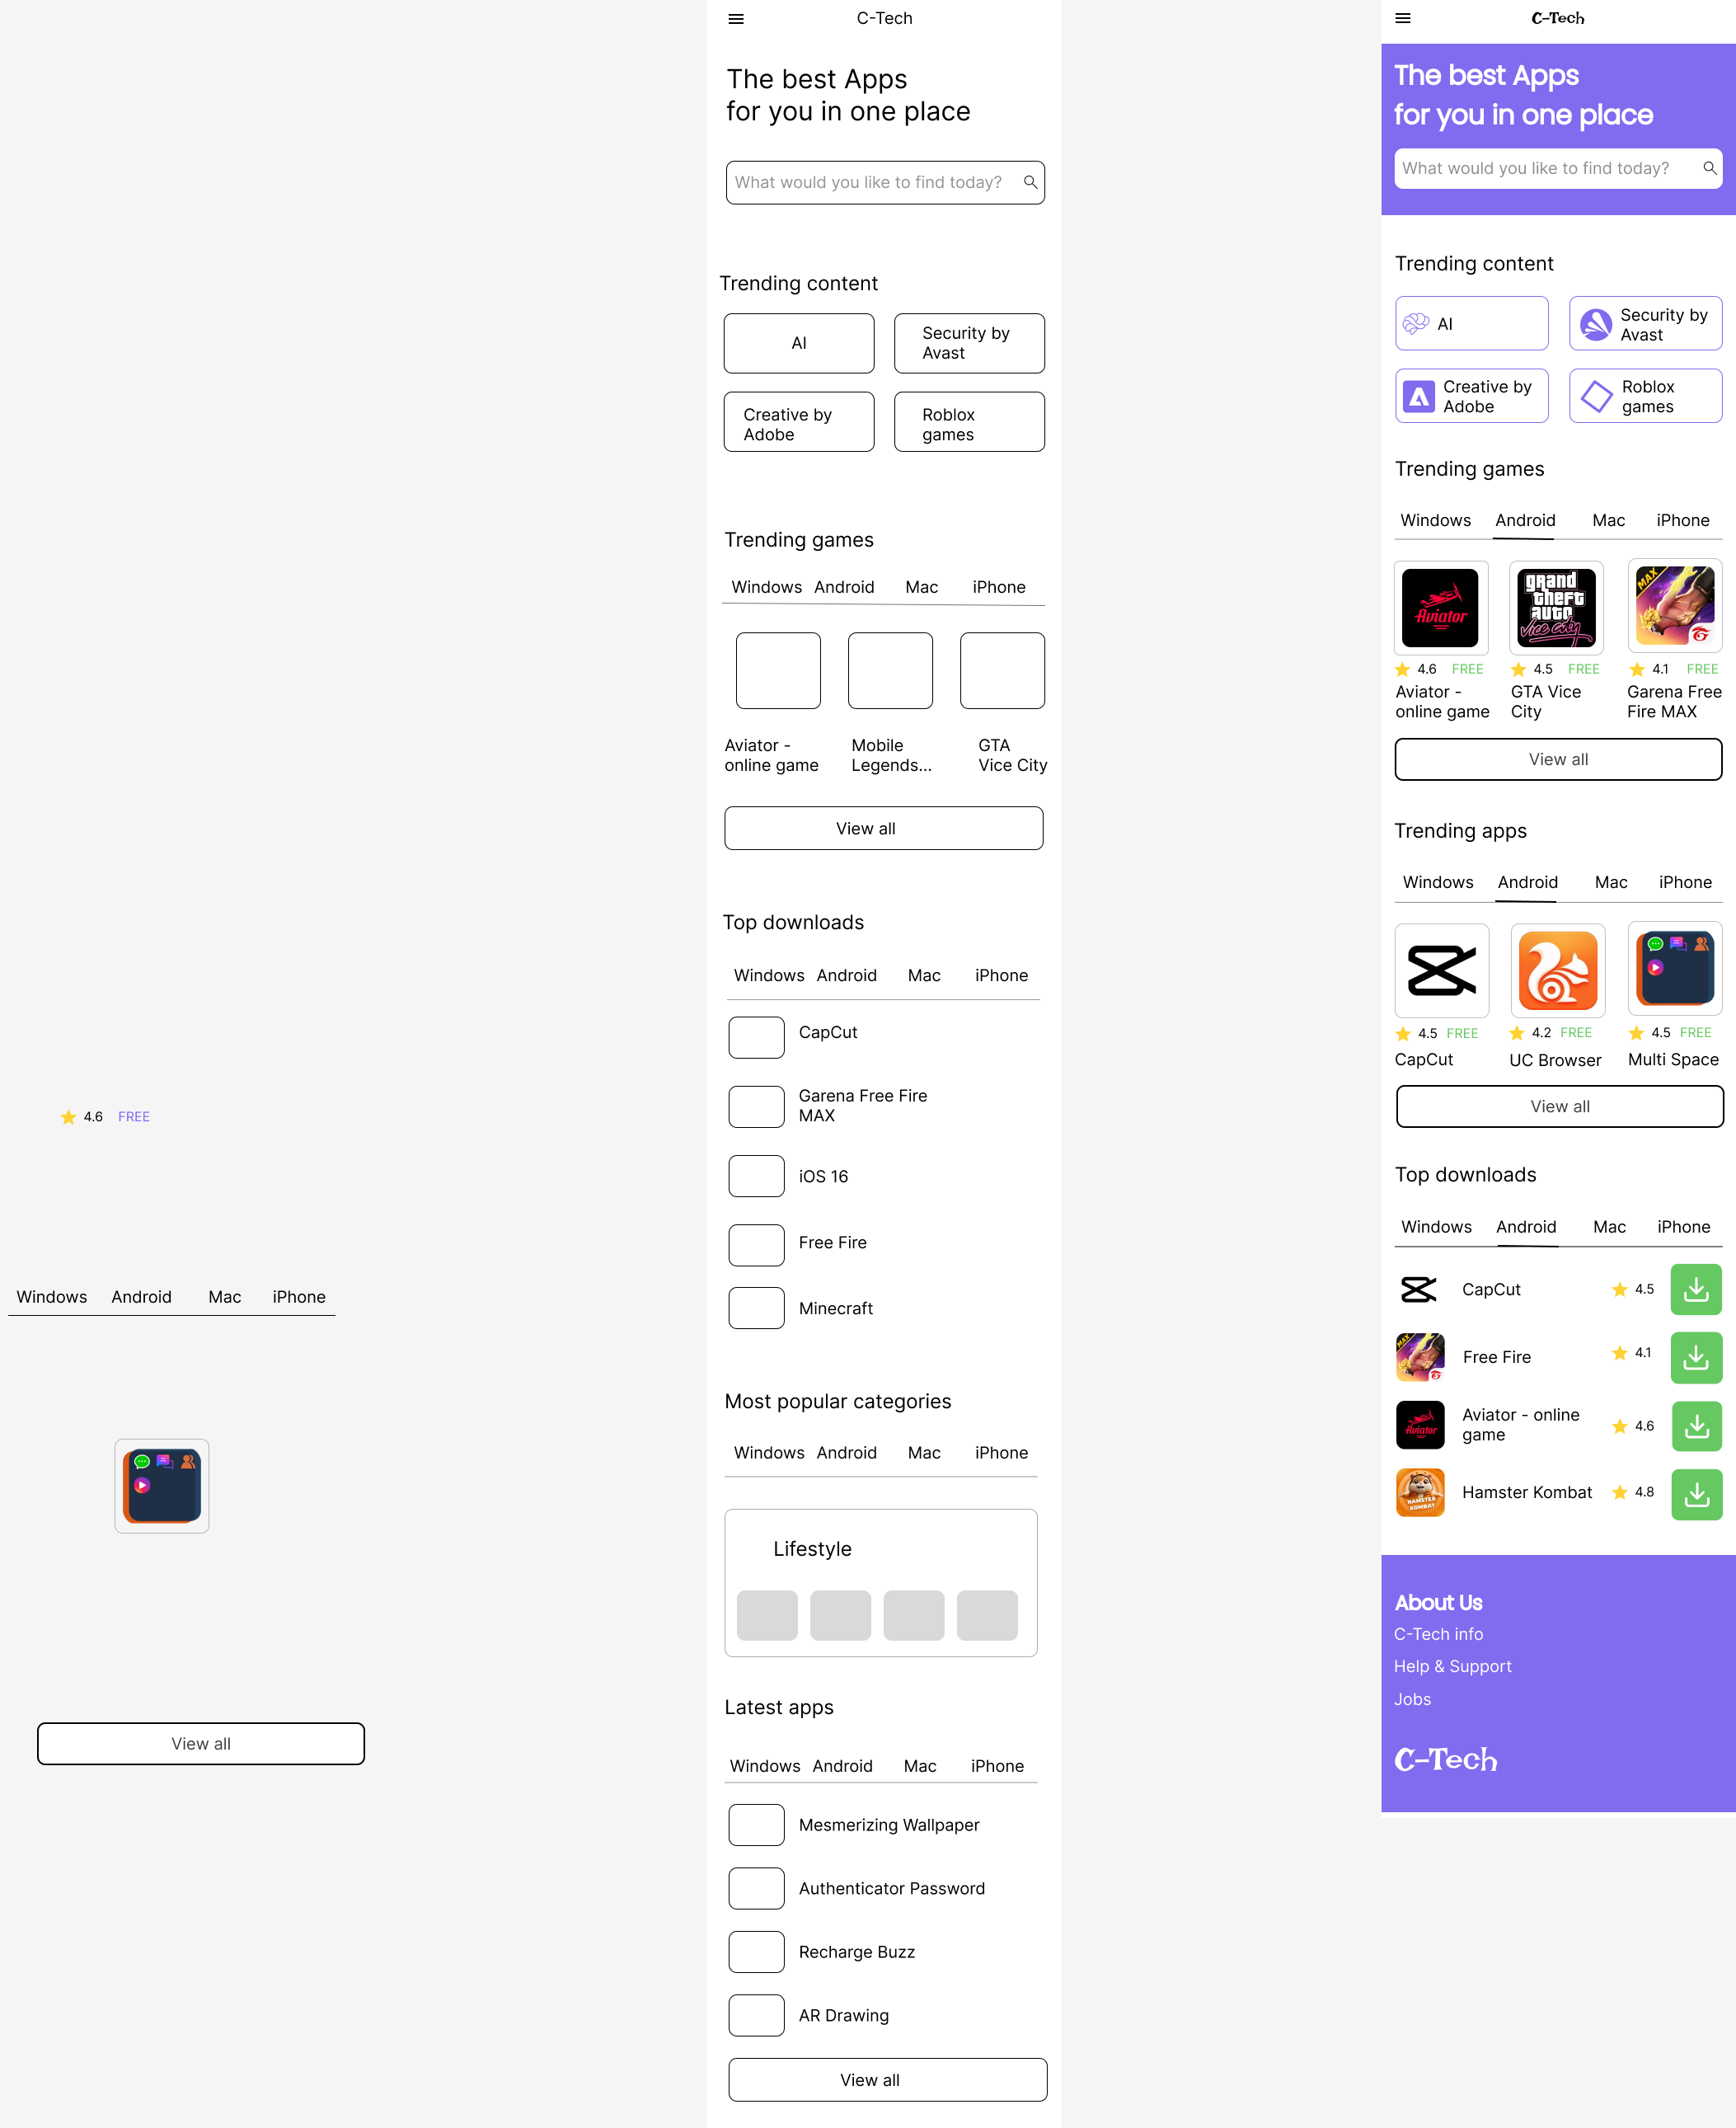 4.6 FREE
Windows Android Mac iPhone
View all
C-Tech
The best Apps
for you in one place
What would you like to find today?
Trending content
AI
Security by
Avast
Creative by
Adobe
Roblox
games
Trending games
Windows Android Mac iPhone
Aviator -
online game
Mobile
Legends...
GTA
Vice City
View all
Top downloads
Windows Android Mac iPhone
CapCut
Garena Free Fire
MAX
iOS 16
Free Fire
Minecraft
Most popular categories
Windows Android Mac iPhone
Lifestyle
Latest apps
Windows Android Mac iPhone
Mesmerizing Wallpaper
Authenticator Password
Recharge Buzz
AR Drawing
View all
C-Tech
The best Apps
for you in one place
What would you like to find today?
Trending content
AI
Security by
Avast
Creative by
Adobe
Roblox
games
Trending games
Windows Android Mac iPhone
Aviator
grand
theft
auto
Vice City
MAX
4.6 FREE
4.5 FREE
4.1 FREE
Aviator -
online game
GTA Vice
City
Garena Free
Fire MAX
View all
Trending apps
Windows Android Mac iPhone
4.5 FREE
4.2 FREE
4.5 FREE
CapCut
UC Browser
Multi Space
View all
Top downloads
Windows Android Mac iPhone
CapCut 4.5
MAX
Free Fire 4.1
Aviator
Aviator - online
game
4.6
HAMSTER
KOMBAT
Hamster Kombat 4.8
About Us
C-Tech info
Help & Support
Jobs
C-Tech